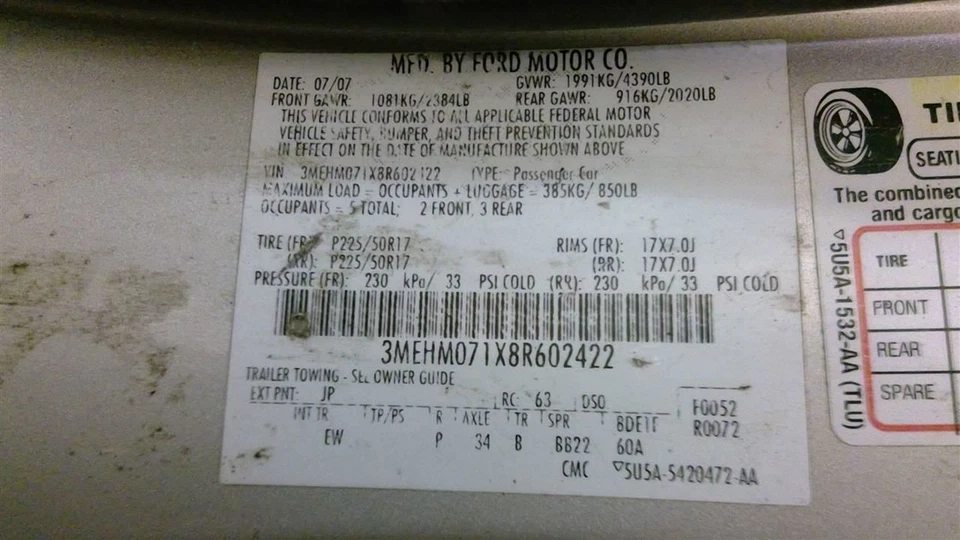 MFD. BY FORD MOTOR CO.
DATE: 07/07 GVWR: 1991KG/4390LB
FRONT GAWR: 1081KG/2384LB REAR GAWR: 916KG/2020LB
THIS VEHICLE CONFORMS TO ALL APPLICABLE FEDERAL MOTOR
VEHICLE SAFETY, BUMPER, AND THEFT PREVENTION STANDARDS
IN EFFECT ON THE DATE OF MANUFACTURE SHOWN ABOVE
VIN 3MEHM071X8R602422 TYPE: Passenger Car
MAXIMUM LOAD = OCCUPANTS + LUGGAGE = 385KG/ 850LB
OCCUPANTS = 5 TOTAL; 2 FRONT, 3 REAR
TIRE (FR): P225/50R17 RIMS (FR): 17X7.0J
(RR): P225/50R17 (RR): 17X7.0J
PRESSURE (FR): 230 kPa/ 33 PSI COLD (RR): 230 kPa/ 33 PSI COLD
3MEHM071X8R602422
TRAILER TOWING - SEE OWNER GUIDE
EXT PNT: JP RC: 63 DSO F0052
INT TR TP/PS R AXLE TR SPR R0072
EW P 34 B BB22 60A
CMC ▽5U5A-5420472-AA
TI
SEATI
The combined
and cargo
TIRE
FRONT
REAR
SPARE
▽5U5A-1532-AA (TLU)